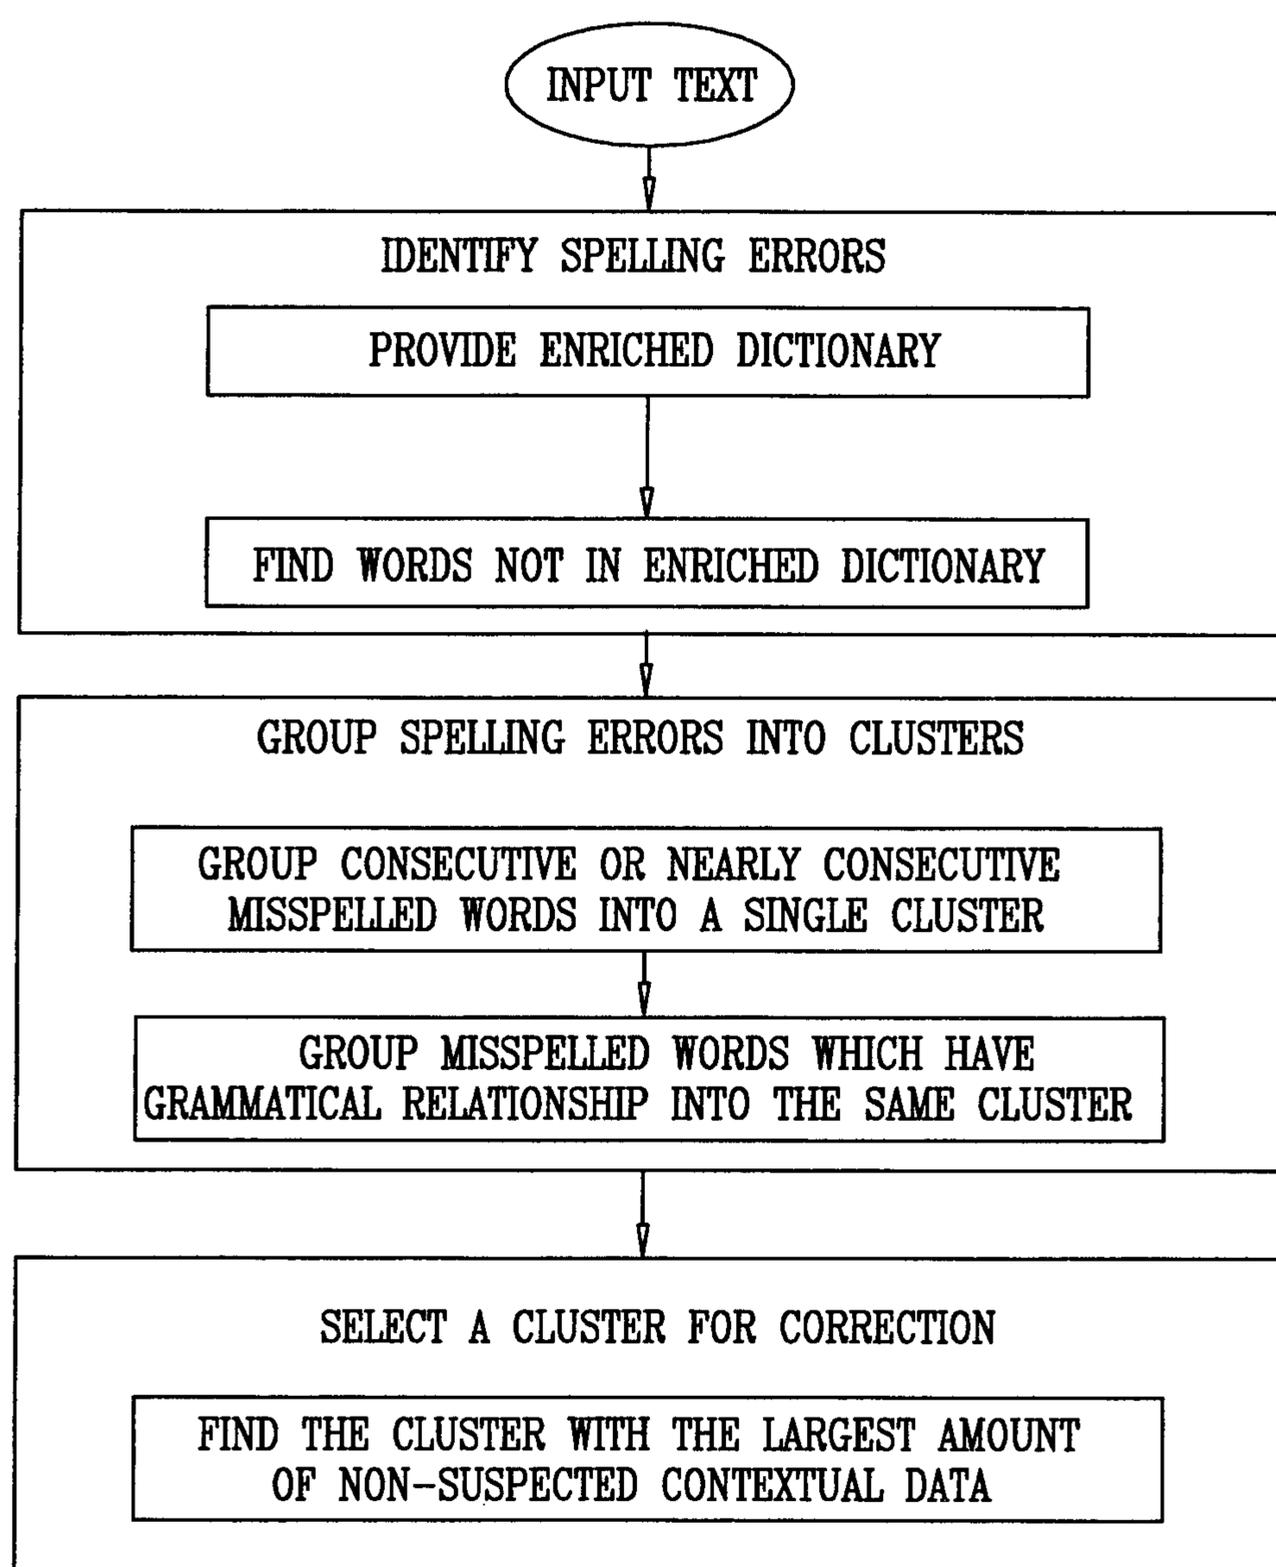 INPUT TEXT
IDENTIFY SPELLING ERRORS
PROVIDE ENRICHED DICTIONARY
FIND WORDS NOT IN ENRICHED DICTIONARY
GROUP SPELLING ERRORS INTO CLUSTERS
GROUP CONSECUTIVE OR NEARLY CONSECUTIVE
MISSPELLED WORDS INTO A SINGLE CLUSTER
GROUP MISSPELLED WORDS WHICH HAVE
GRAMMATICAL RELATIONSHIP INTO THE SAME CLUSTER
SELECT A CLUSTER FOR CORRECTION
FIND THE CLUSTER WITH THE LARGEST AMOUNT
OF NON-SUSPECTED CONTEXTUAL DATA